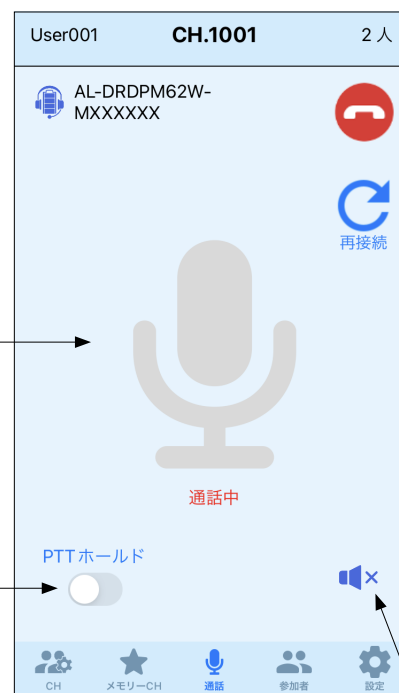 User001 CH.1001 2 人
AL-DRDPM62W-
MXXXXXX
再接続
通話中
PTTホールド
CH メモリーCH 通話 参加者 設定